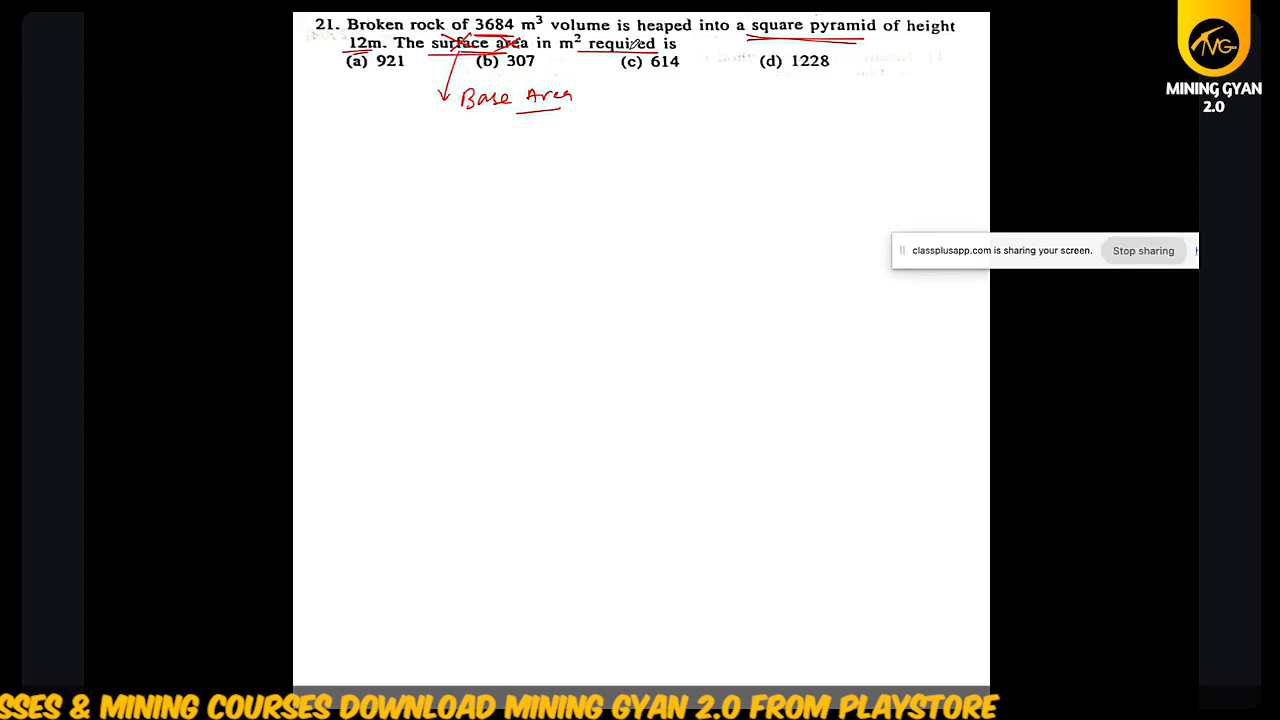 21. Broken rock of 3684 m³ volume is heaped into a square pyramid of height
12m. The surface area in m² required is
(a) 921 (b) 307 (c) 614 (d) 1228
Base Area
TVG
MINING GYAN
2.0
classplusapp.com is sharing your screen. Stop sharing
SSES & MINING COURSES DOWNLOAD MINING GYAN 2.0 FROM PLAYSTORE